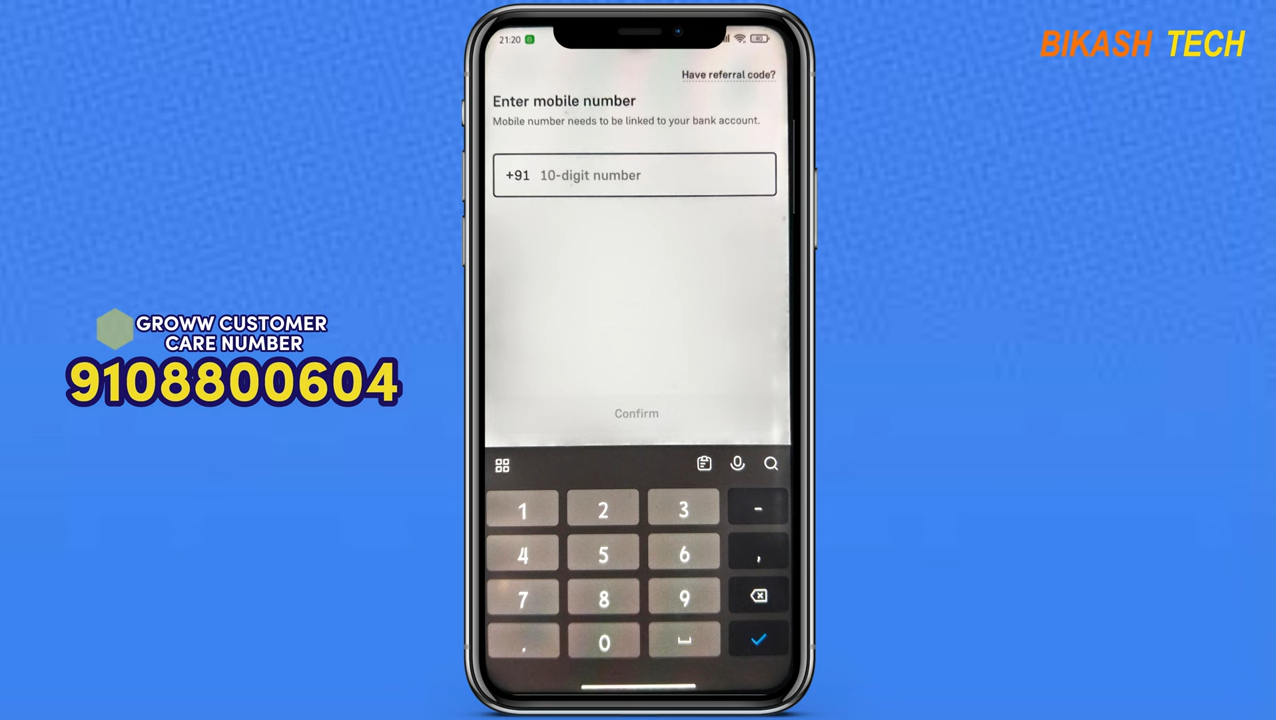 BIKASH TECH
21:20
Have referral code?
Enter mobile number
Mobile number needs to be linked to your bank account.
+91 10-digit number
GROWW CUSTOMER
CARE NUMBER
9108800604
Confirm
1 2 3 -
4 5 6 ,
7 8 9
. 0